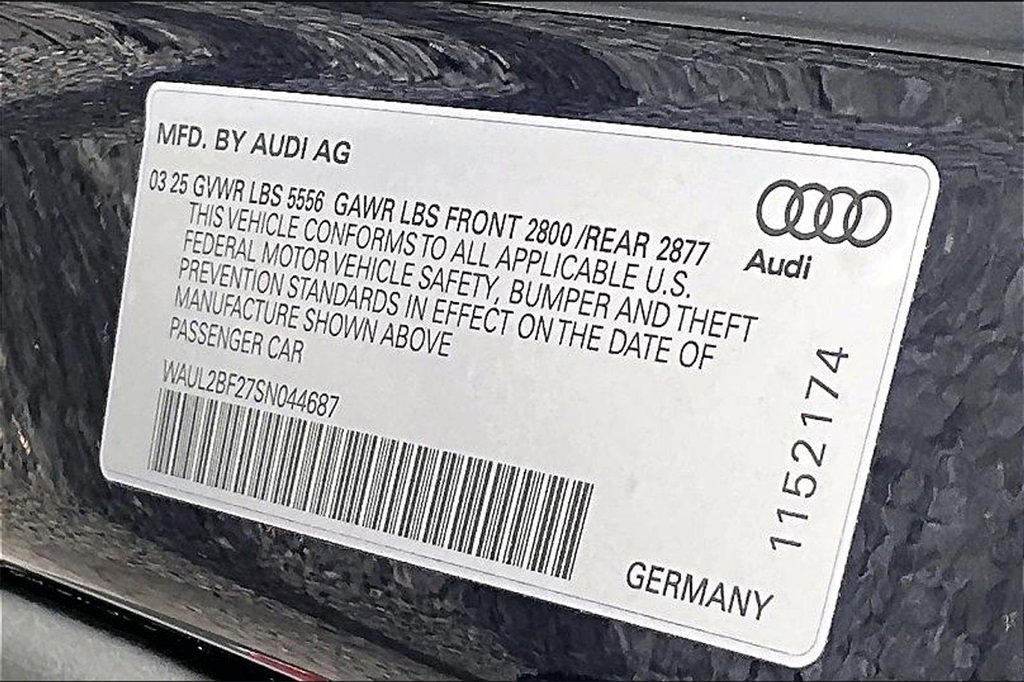 MFD. BY AUDI AG
03 25 GVWR LBS 5556 GAWR LBS FRONT 2800 /REAR 2877
THIS VEHICLE CONFORMS TO ALL APPLICABLE U.S.
FEDERAL MOTOR VEHICLE SAFETY, BUMPER AND THEFT
PREVENTION STANDARDS IN EFFECT ON THE DATE OF
MANUFACTURE SHOWN ABOVE
PASSENGER CAR
WAUL2BF27SN044687
Audi
1152174
GERMANY